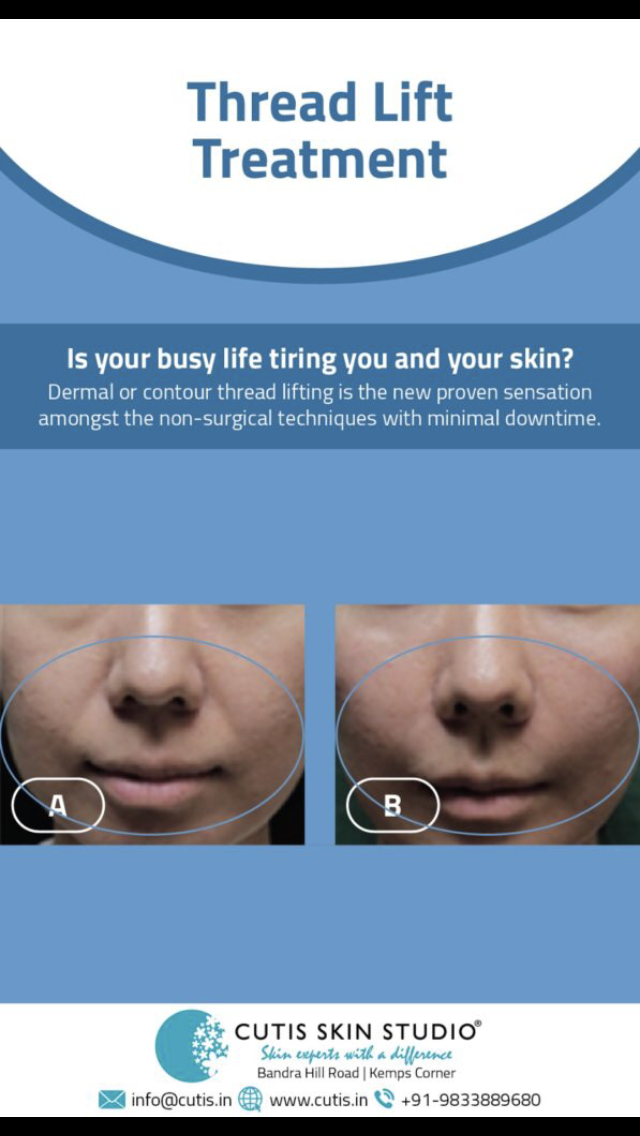 Thread Lift
Treatment
Is your busy life tiring you and your skin?
Dermal or contour thread lifting is the new proven sensation
amongst the non-surgical techniques with minimal downtime.
A
B
CUTIS SKIN STUDIO®
Skin experts with a difference
Bandra Hill Road | Kemps Corner
info@cutis.in www.cutis.in +91-9833889680